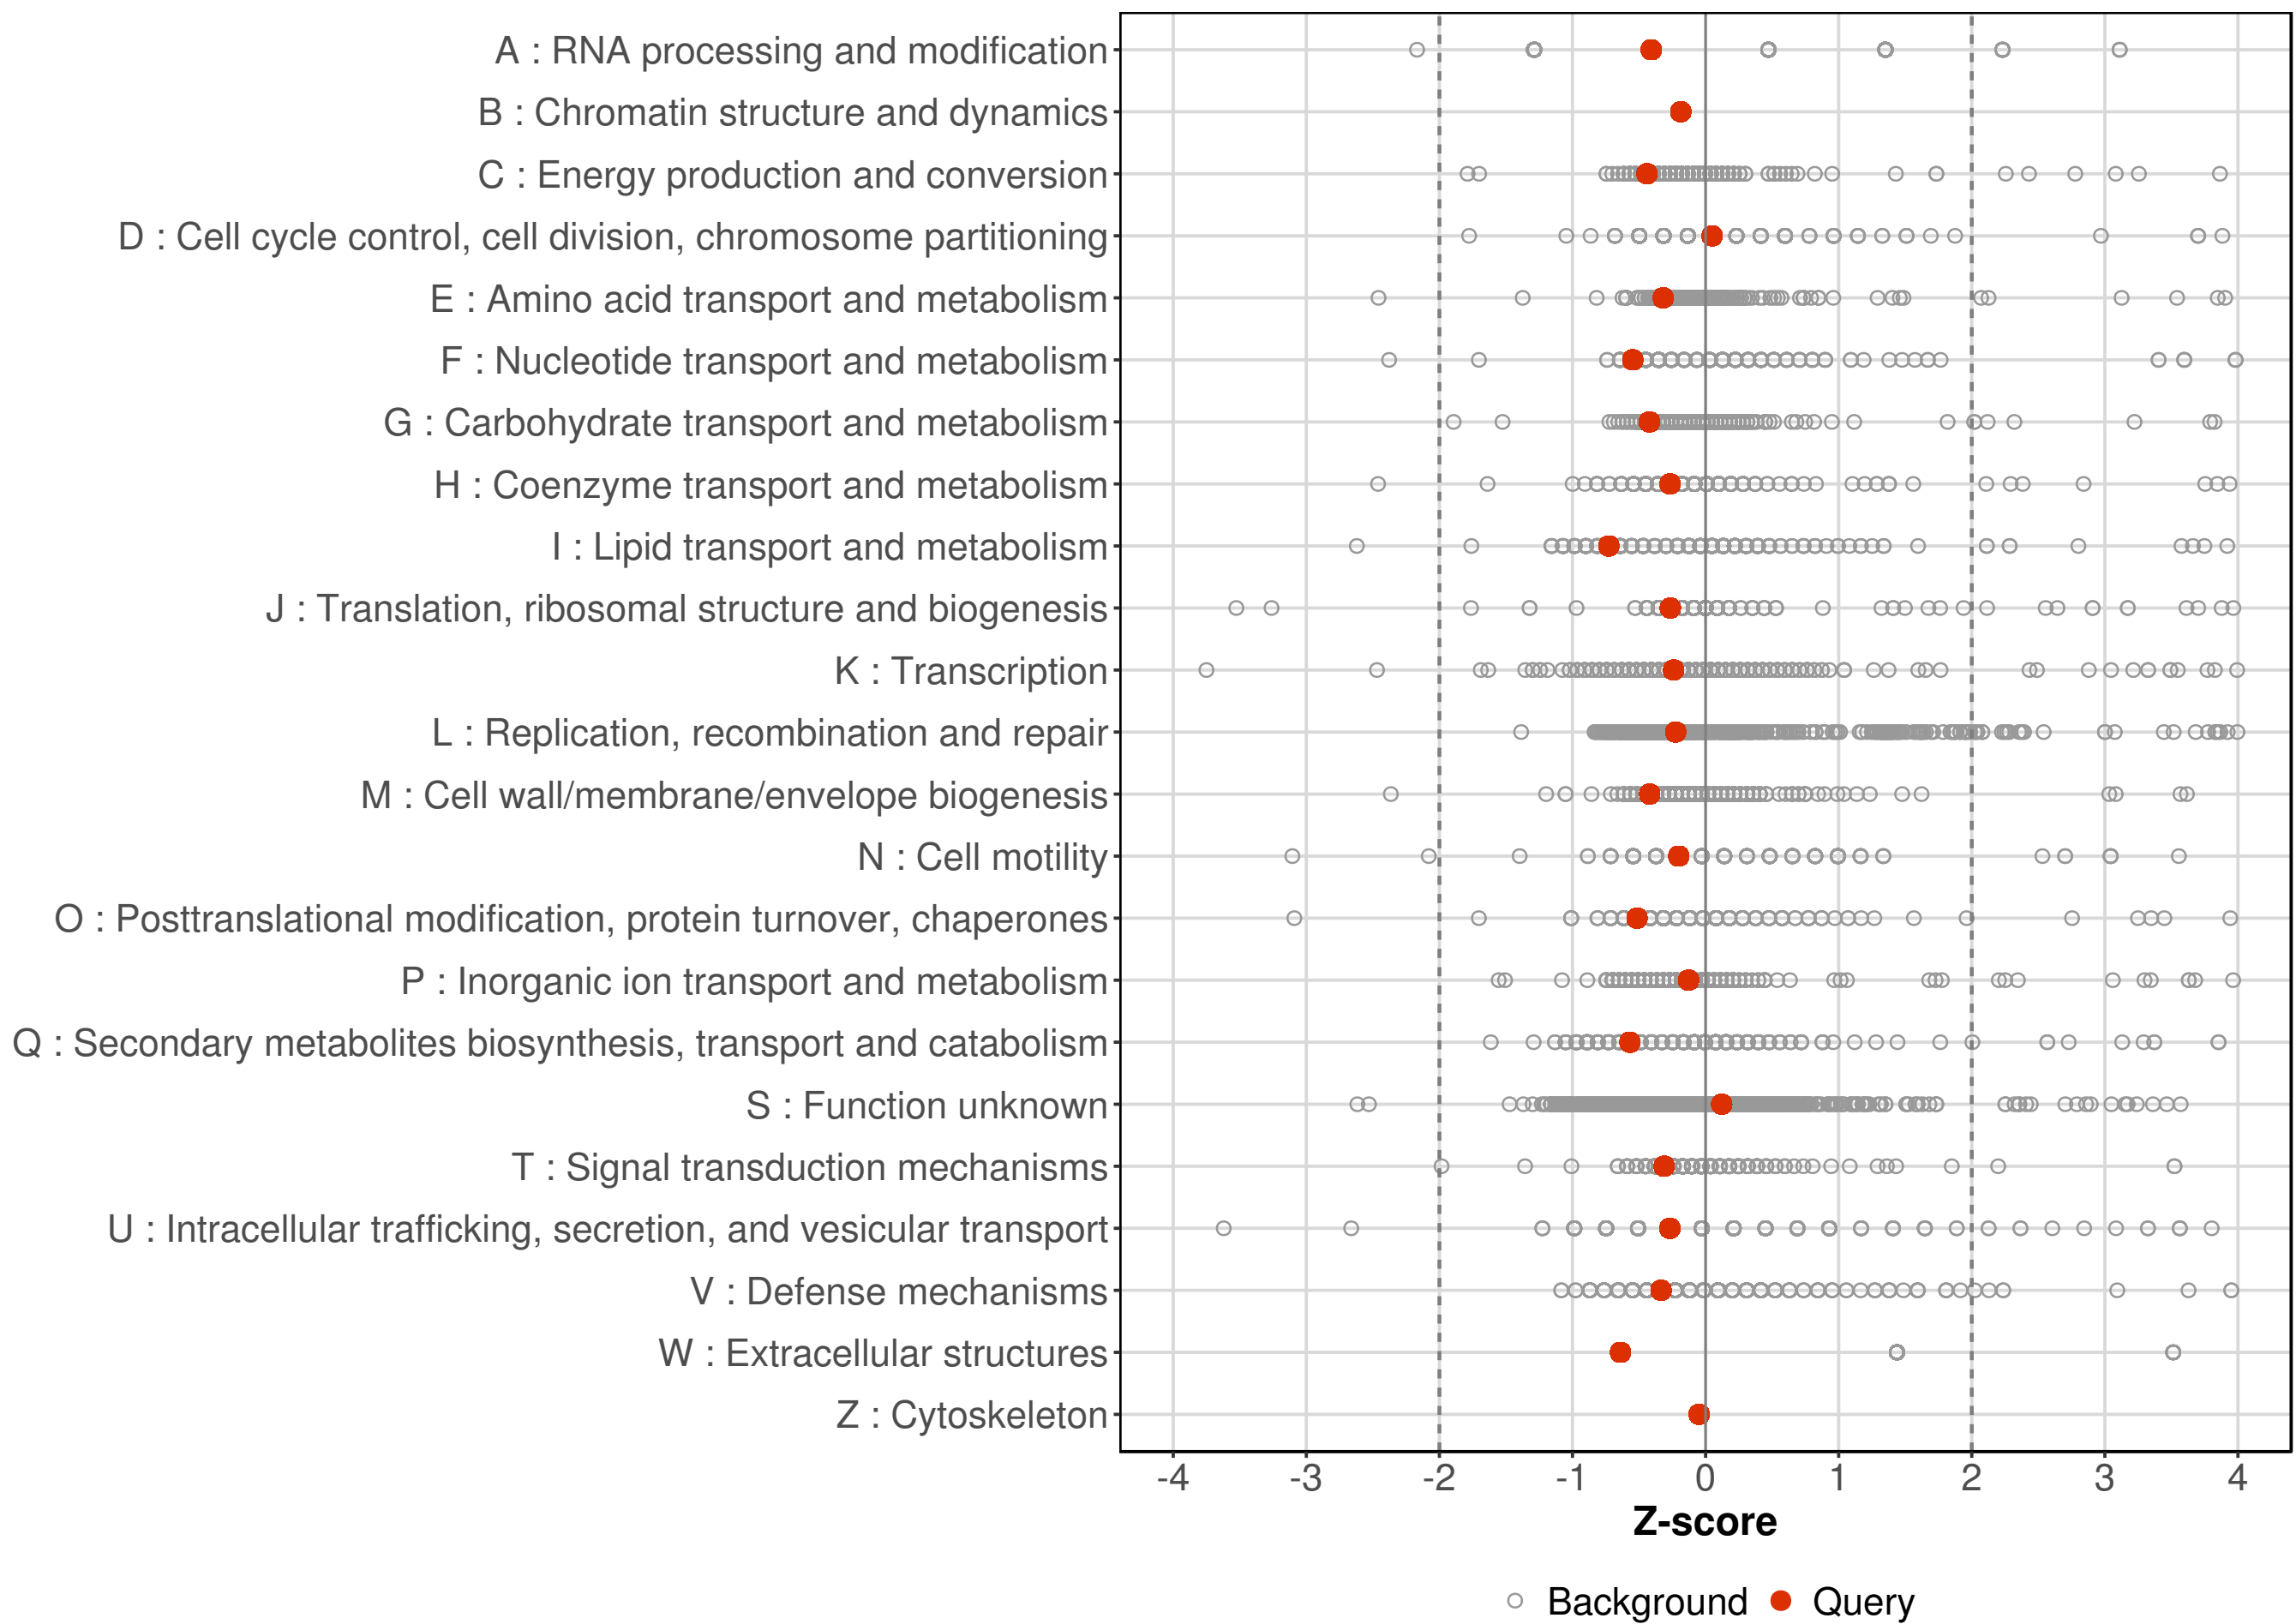 A : RNA processing and modification
B : Chromatin structure and dynamics
C : Energy production and conversion
D : Cell cycle control, cell division, chromosome partitioning
E : Amino acid transport and metabolism
F : Nucleotide transport and metabolism
G : Carbohydrate transport and metabolism
H : Coenzyme transport and metabolism
I : Lipid transport and metabolism
J : Translation, ribosomal structure and biogenesis
K : Transcription
L : Replication, recombination and repair
M : Cell wall/membrane/envelope biogenesis
N : Cell motility
O : Posttranslational modification, protein turnover, chaperones
P : Inorganic ion transport and metabolism
Q : Secondary metabolites biosynthesis, transport and catabolism
S : Function unknown
T : Signal transduction mechanisms
U : Intracellular trafficking, secretion, and vesicular transport
V : Defense mechanisms
W : Extracellular structures
Z : Cytoskeleton
-4 -3 -2 -1 0 1 2 3 4
Z-score
Background Query